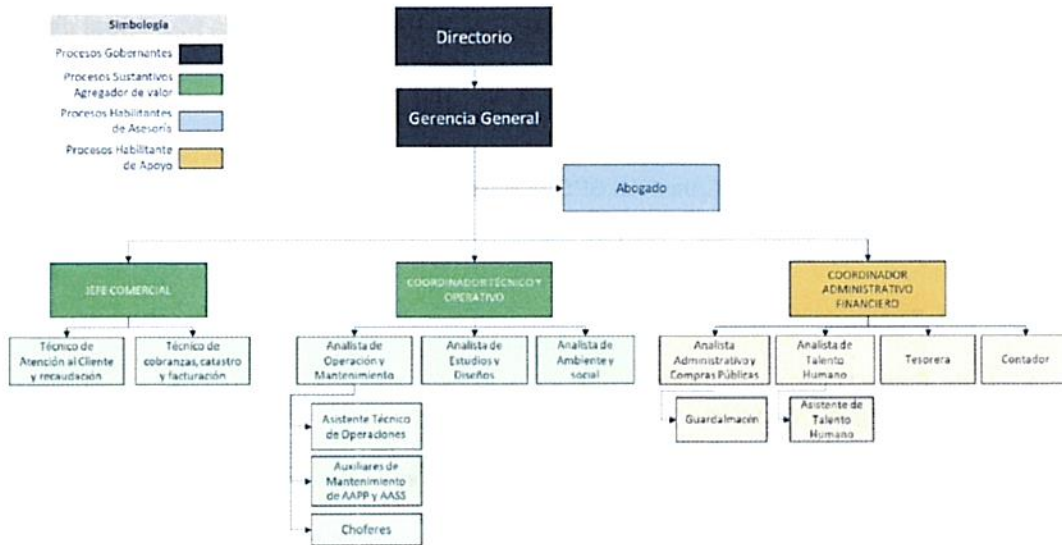 Simbología
Procesos Gobernantes
Procesos Sustantivos
Agregador de valor
Procesos Habilitantes
de Asesoría
Procesos Habilitante
de Apoyo
Directorio
Gerencia General
Abogado
JEFE COMERCIAL
COORDINADOR TÉCNICO Y
OPERATIVO
COORDINADOR
ADMINISTRATIVO
FINANCIERO
Técnico de
Atención al Cliente
y recaudación
Técnico de
cobranzas, catastro
y facturación
Analista de
Operación y
Mantenimiento
Analista de
Estudios y
Diseños
Analista de
Ambiente y
social
Analista
Administrativo y
Compras Públicas
Analista de
Talento
Humano
Tesorera
Contador
Asistente Técnico
de Operaciones
Auxiliares de
Mantenimiento
de AAPP y AASS
Choferes
Guardalmacén
Asistente de
Talento
Humano